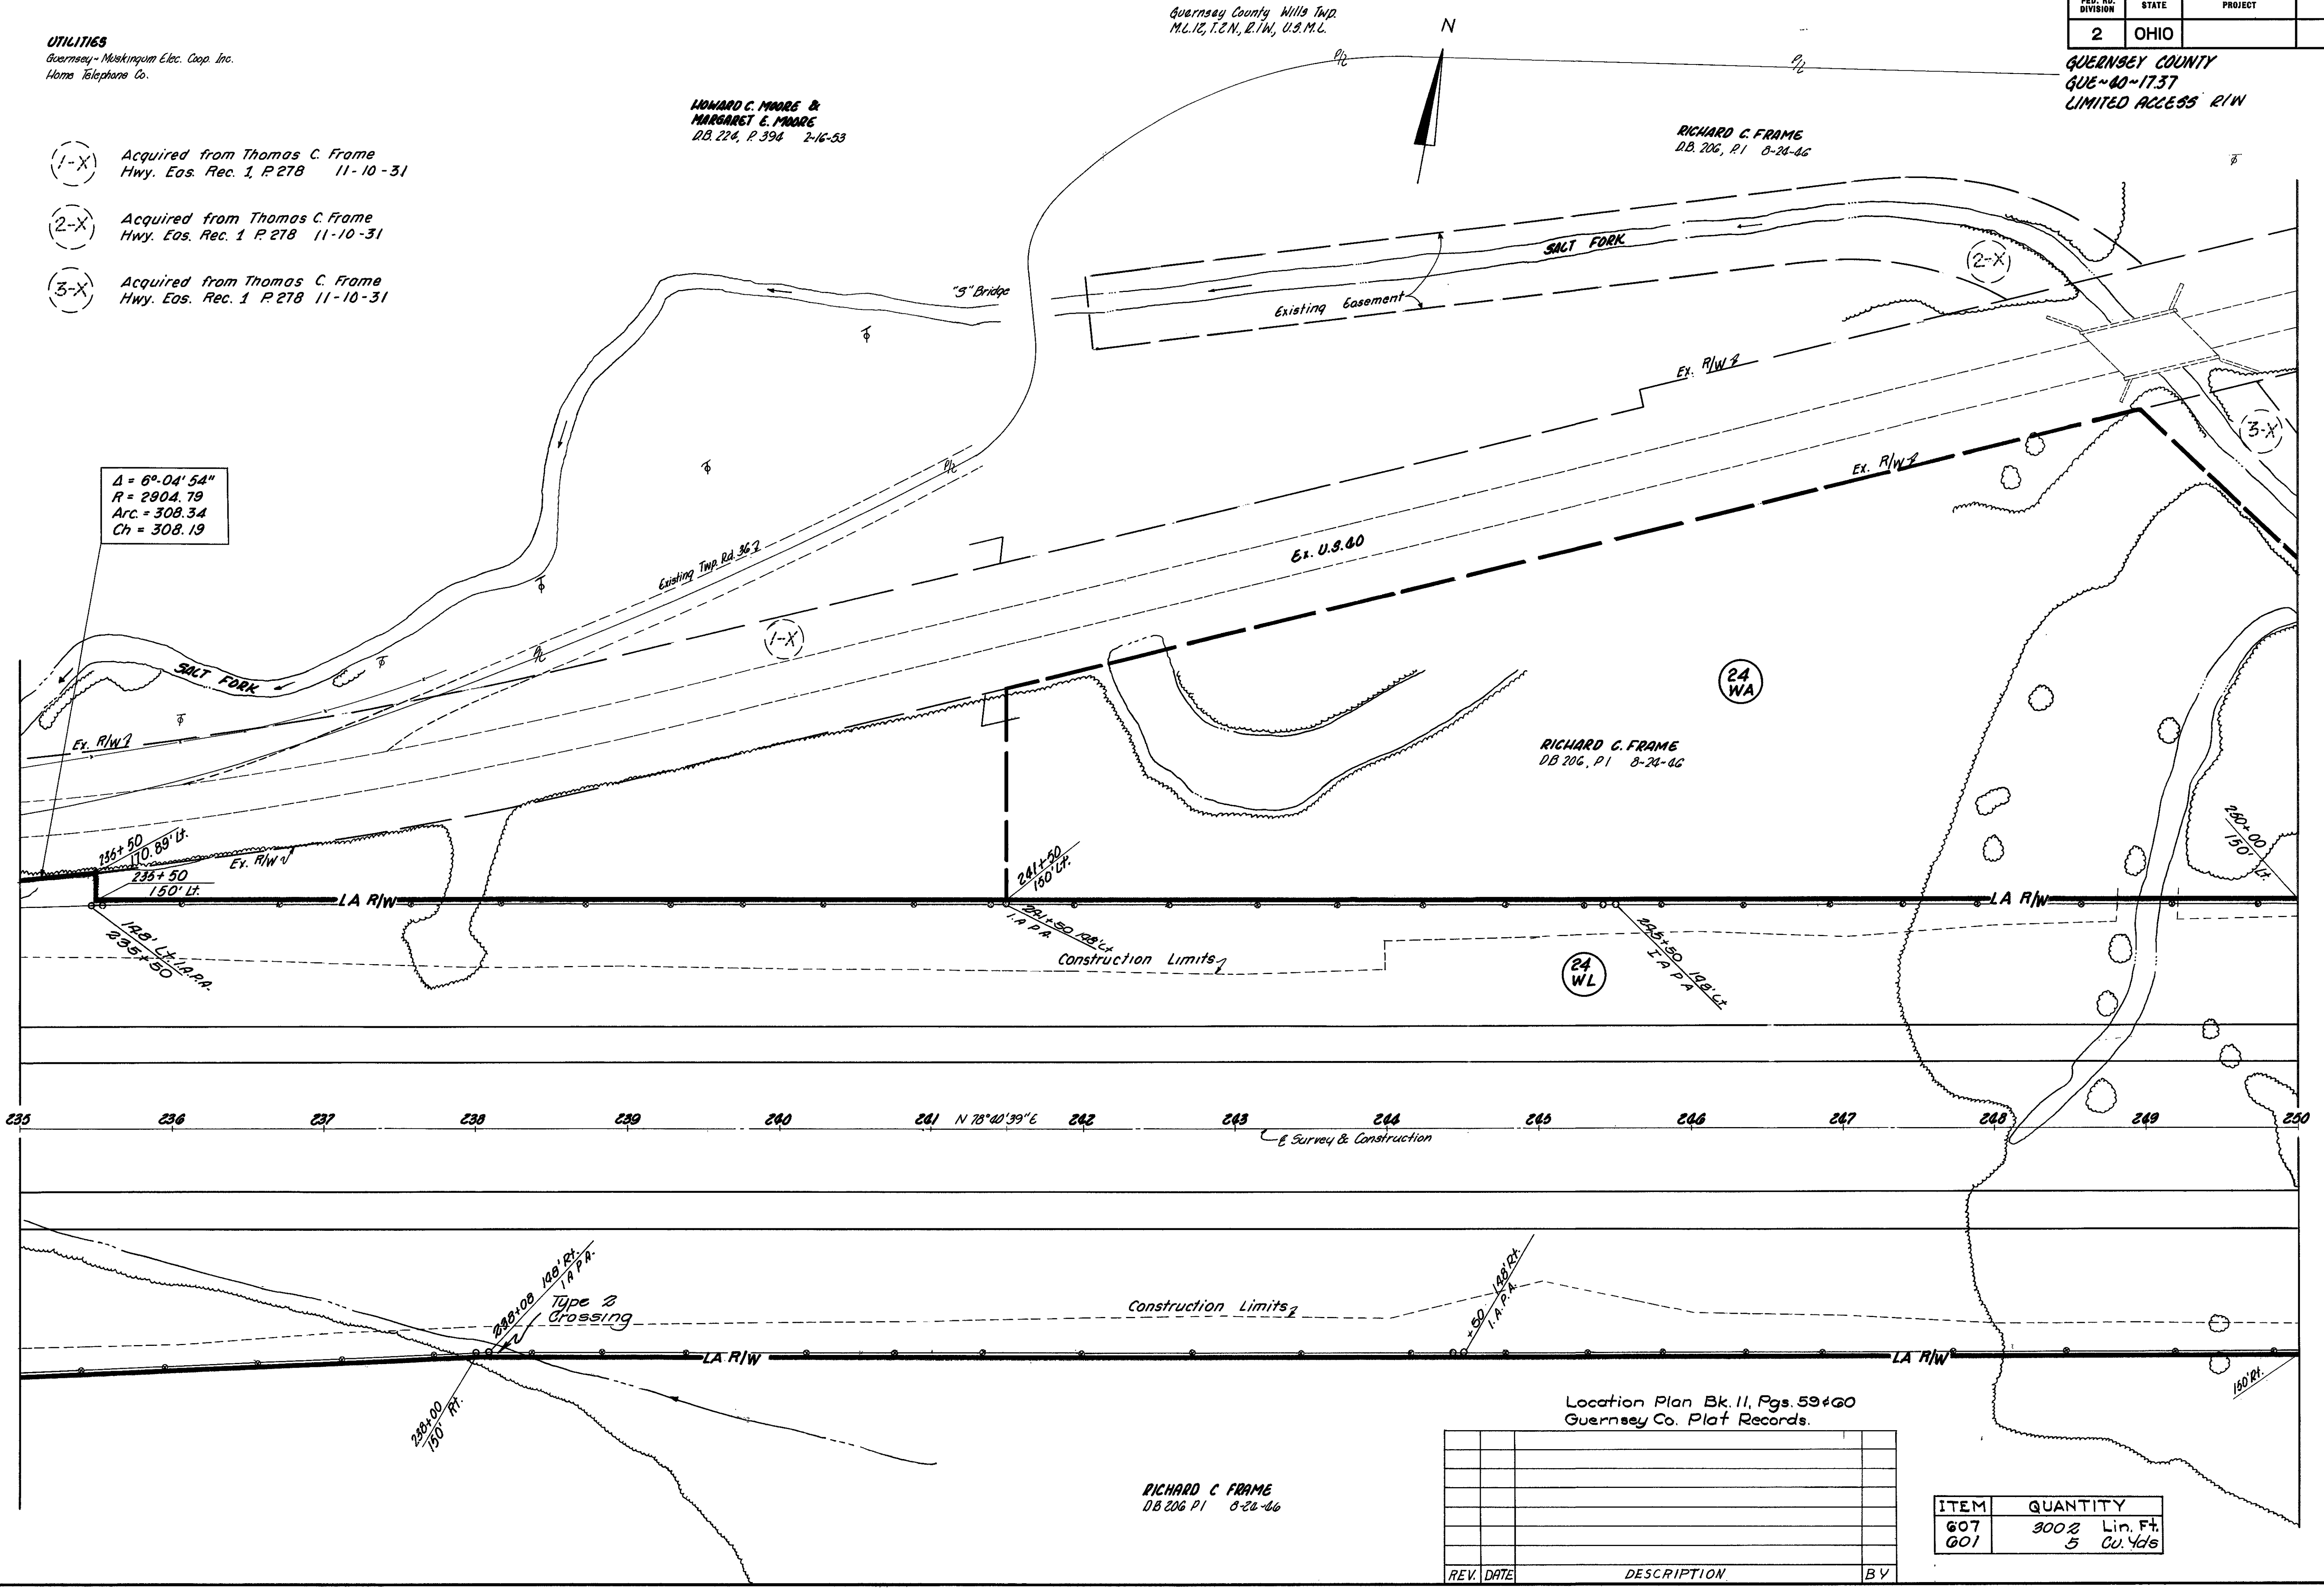 Guernsey County Wills Twp.
M.L.12, T.2N., R.1W., U.S.M.L.
N
FED. RD. DIVISION STATE PROJECT
2 OHIO
GUERNSEY COUNTY
GUE~40~17.37
LIMITED ACCESS R/W
UTILITIES
Guernsey~Muskingum Elec. Coop. Inc.
Home Telephone Co.
HOWARD C. MOORE &
MARGARET E. MOORE
D.B. 224, P. 394 2-16-53
RICHARD C. FRAME
D.B. 206, P.1 8-24-46
P/L
P/L
1-X Acquired from Thomas C. Frame
Hwy. Eas. Rec. 1, P. 278 11-10-31
2-X Acquired from Thomas C. Frame
Hwy. Eas. Rec. 1 P. 278 11-10-31
3-X Acquired from Thomas C. Frame
Hwy. Eas. Rec. 1 P. 278 11-10-31
"S" Bridge
SALT FORK
Existing Easement
2-X
Ex. R/W
3-X
Ex. R/W
Δ = 6°-04'54"
R = 2904.79
Arc. = 308.34
Ch = 308.19
P/L
Existing Twp. Rd. 367
Ex. U.S.40
1-X
P/L
SALT FORK
Ex. R/W
24
WA
RICHARD C. FRAME
DB 206, P1 8-24-46
235+50
170.89' Lt.
Ex. R/W
235+50
150' Lt.
LA R/W
148' Lt. I.A.P.A.
235+50
241+50
150' Lt.
241+50 148' Lt
I.A.P.A.
250+00
150' Lt.
LA R/W
Construction Limits
24
WL
245+50 148' Lt
I.A.P.A
235 236 237 238 239 240 241 N 78°40'39" E 242 243 244 245 246 247 248 249 250
℄ Survey & Construction
238+08 148' Rt.
I.A.P.A.
Type 2
Crossing
Construction Limits
+50 148' Rt.
I.A.P.A.
LA R/W
LA R/W
238+00
150' Rt.
150' Rt.
Location Plan Bk. 11, Pgs. 59&60
Guernsey Co. Plat Records.
RICHARD C FRAME
DB 206 P1 8-24-46
REV. DATE DESCRIPTION BY
ITEM QUANTITY
607 3002 Lin. Ft.
601 5 Cu. Yds